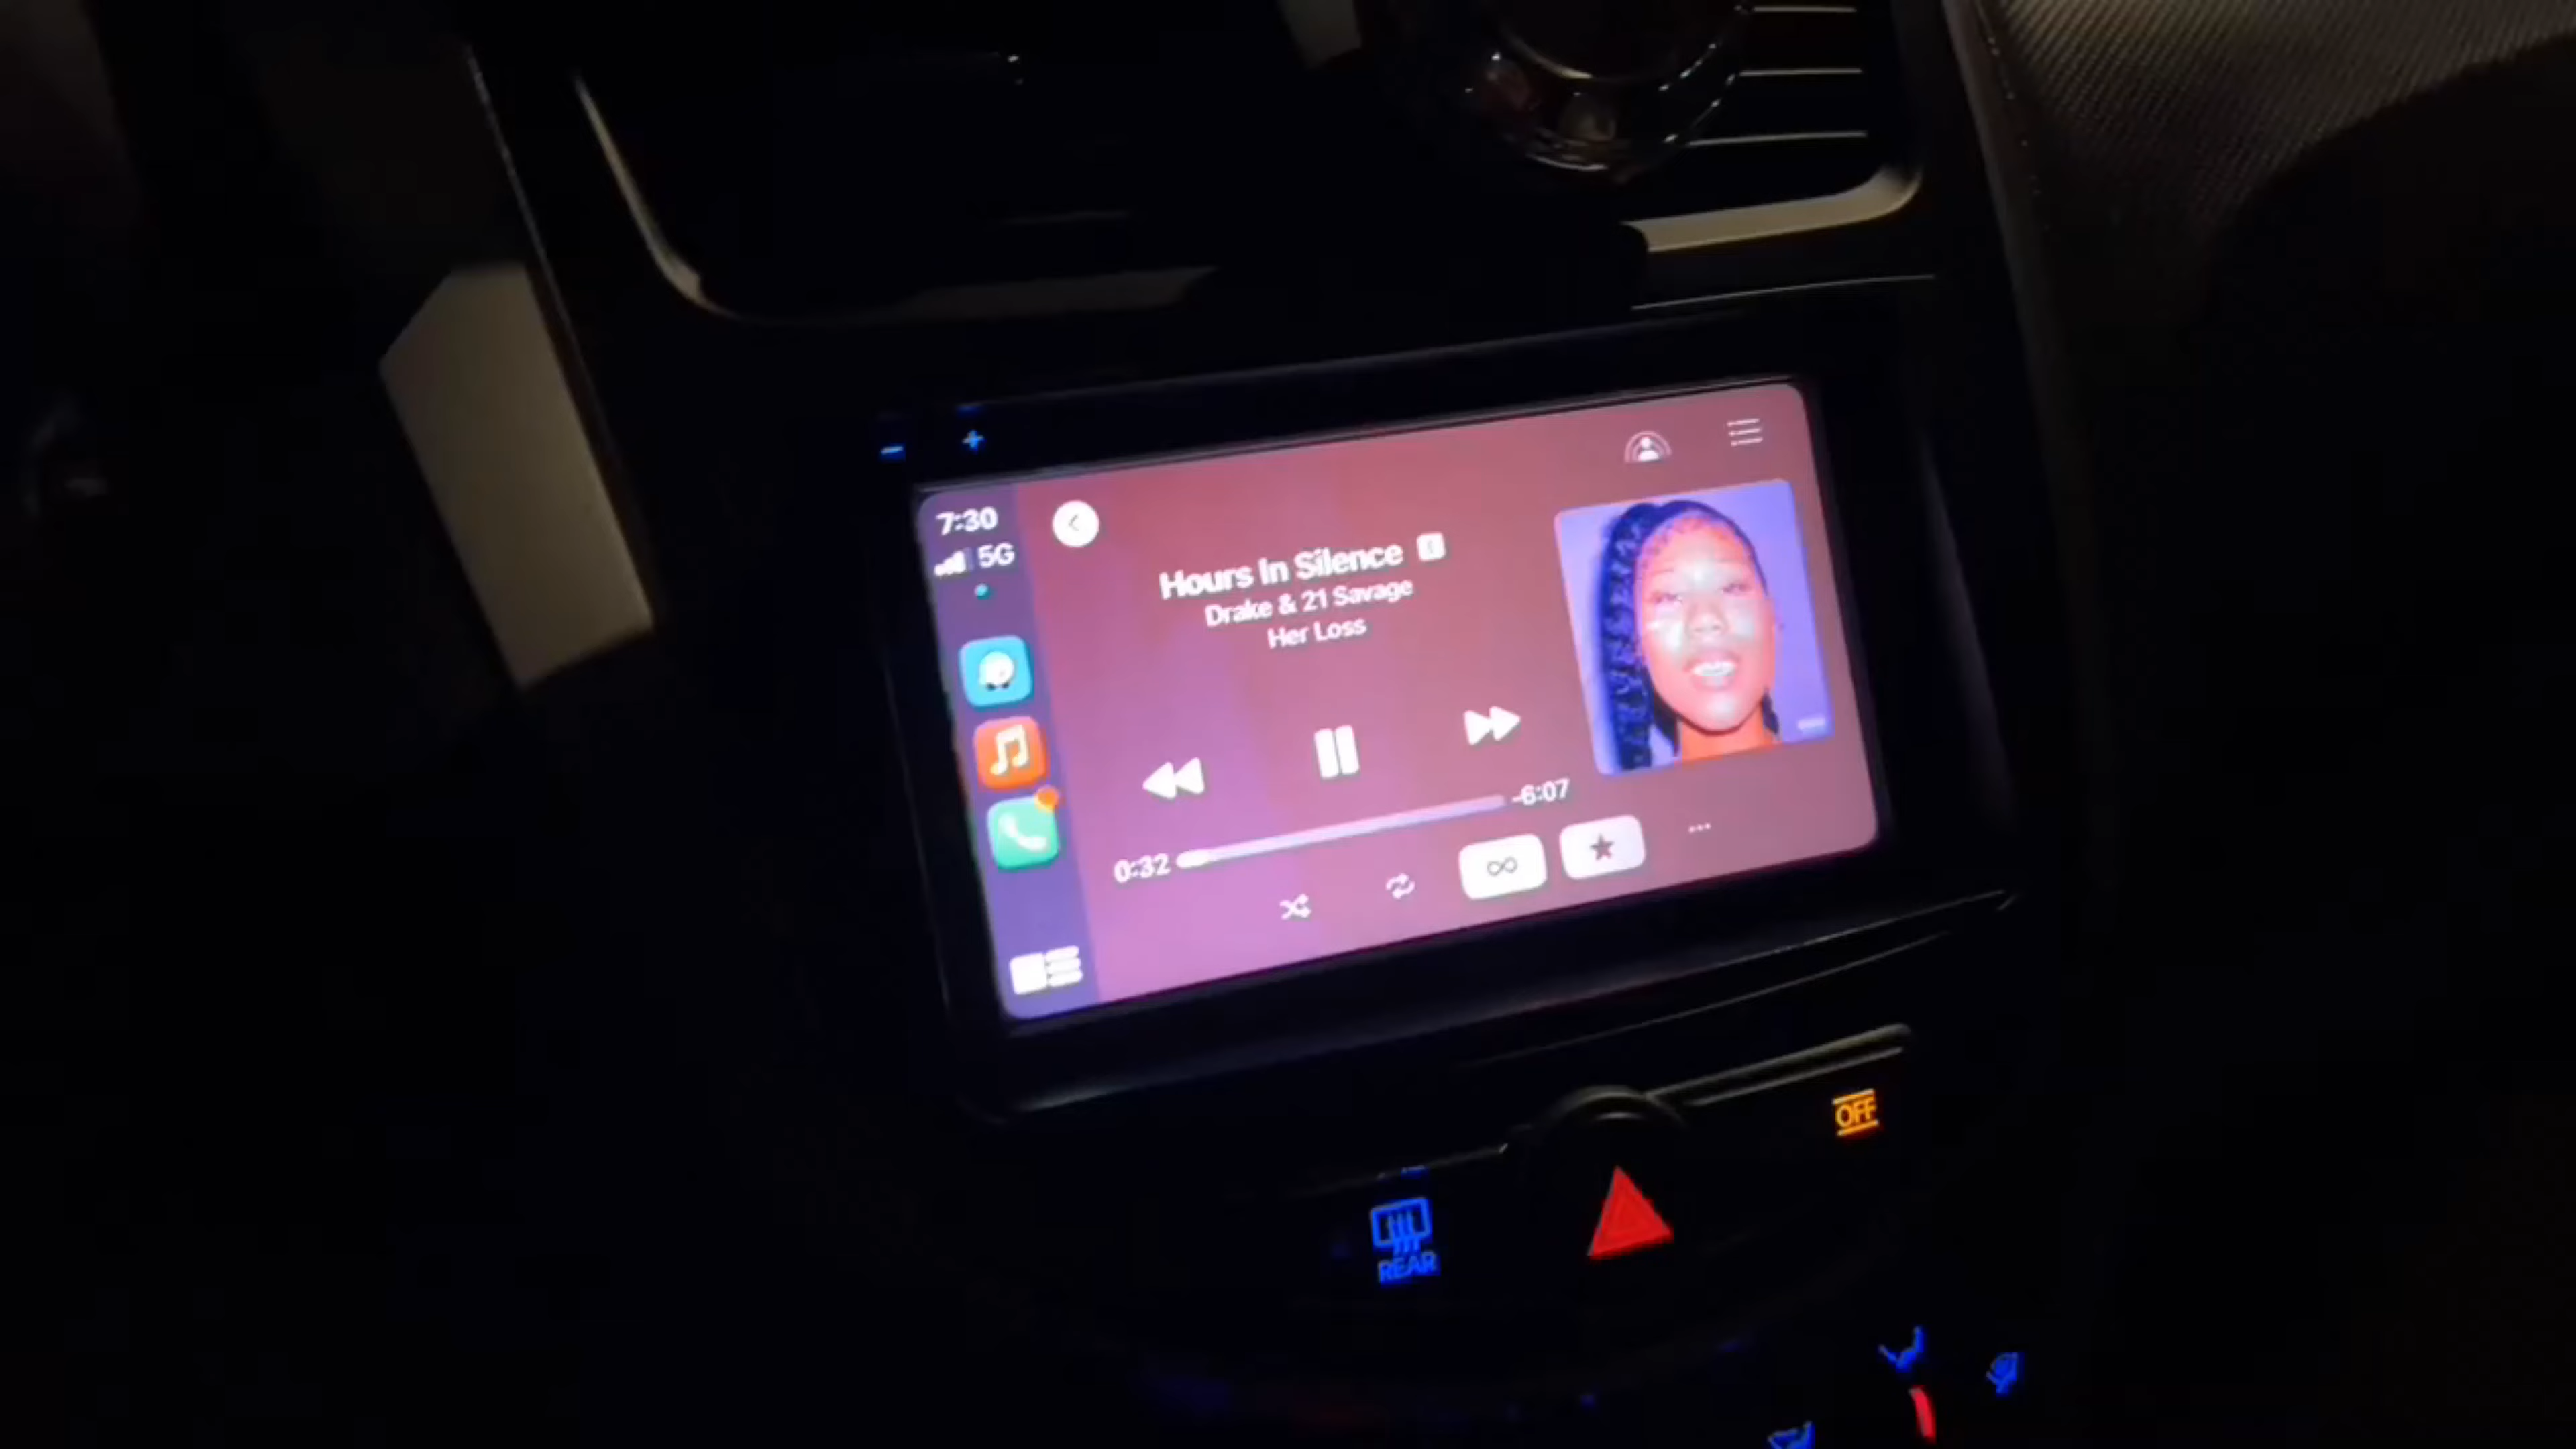 7:30
5G
Hours In Silence
Drake & 21 Savage
Her Loss
0:32
-6:07
OFF
REAR